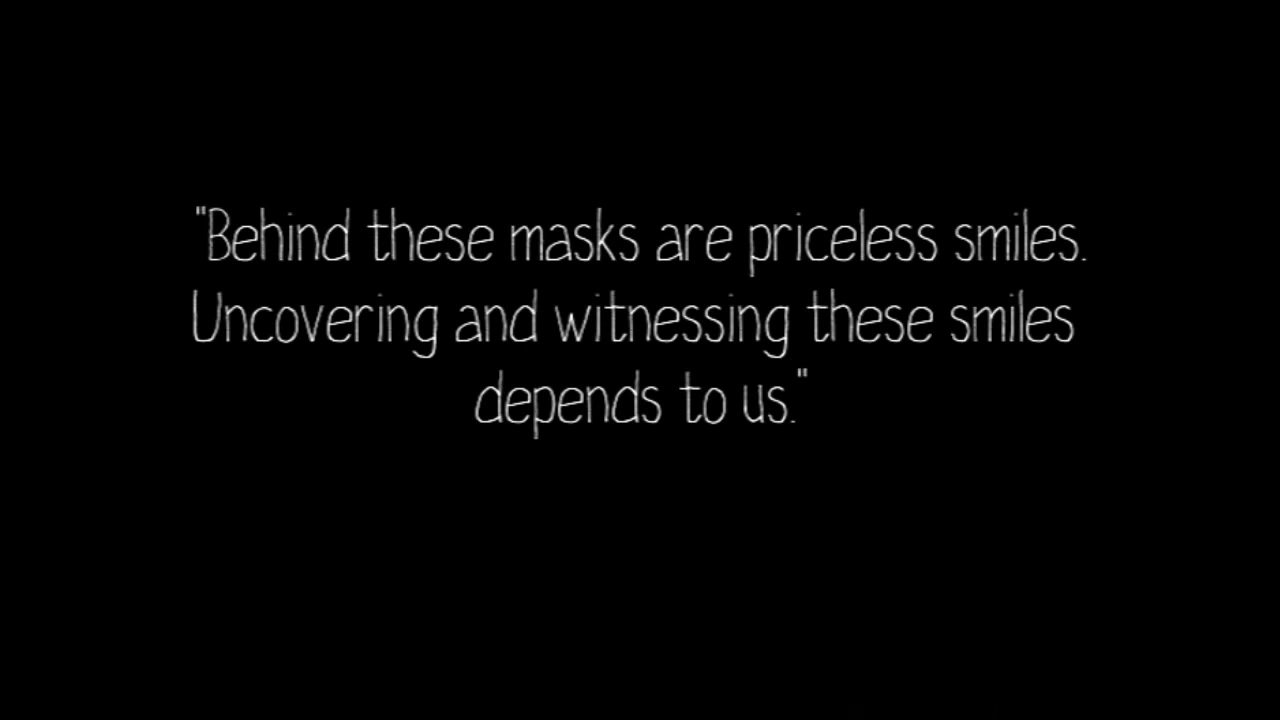 "Behind these masks are priceless smiles.
Uncovering and witnessing these smiles
depends to us."